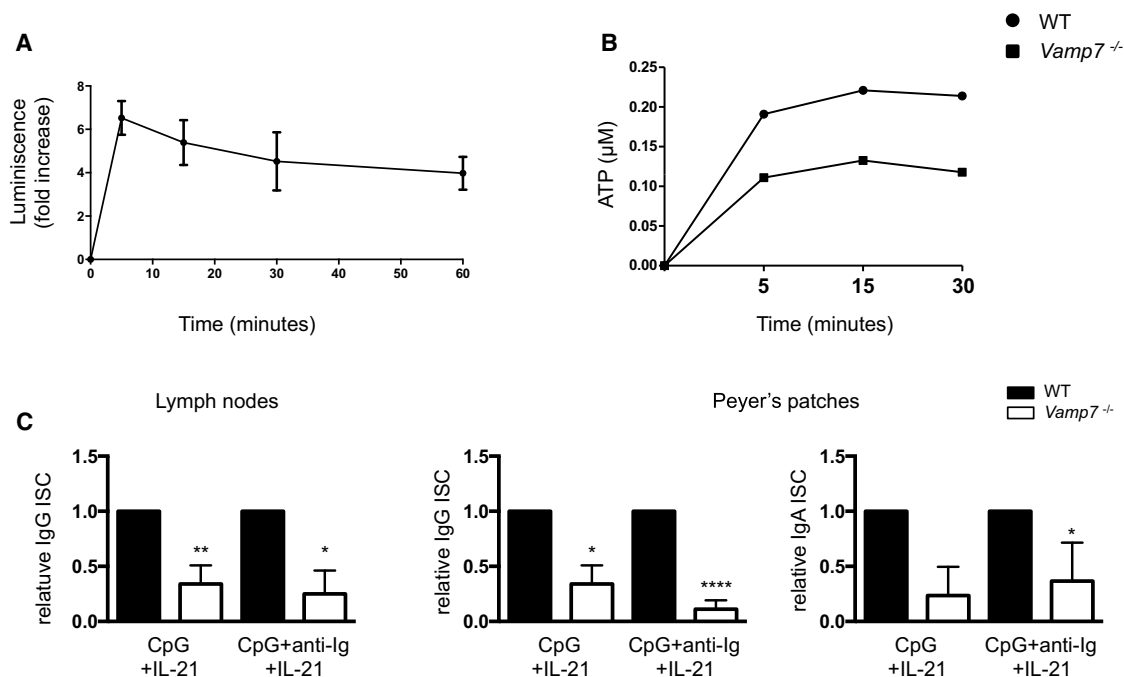 A
Luminiscence
(fold increase)
8
6
4
2
0
0 10 20 30 40 50 60
Time (minutes)
B
WT
Vamp7 -/-
ATP (µM)
0.25
0.20
0.15
0.10
0.05
0.00
5 15 30
Time (minutes)
C
Lymph nodes
Peyer's patches
WT
Vamp7 -/-
relatuve IgG ISC
1.5
1.0
0.5
0.0
**
*
CpG
+IL-21
CpG+anti-Ig
+IL-21
relative IgG ISC
1.5
1.0
0.5
0.0
*
****
CpG
+IL-21
CpG+anti-Ig
+IL-21
relative IgA ISC
1.5
1.0
0.5
0.0
*
CpG
+IL-21
CpG+anti-Ig
+IL-21